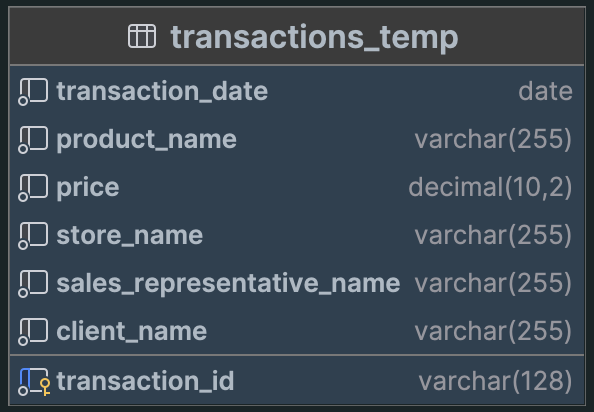 transactions_temp
transaction_date date
product_name varchar(255)
price decimal(10,2)
store_name varchar(255)
sales_representative_name varchar(255)
client_name varchar(255)
transaction_id varchar(128)